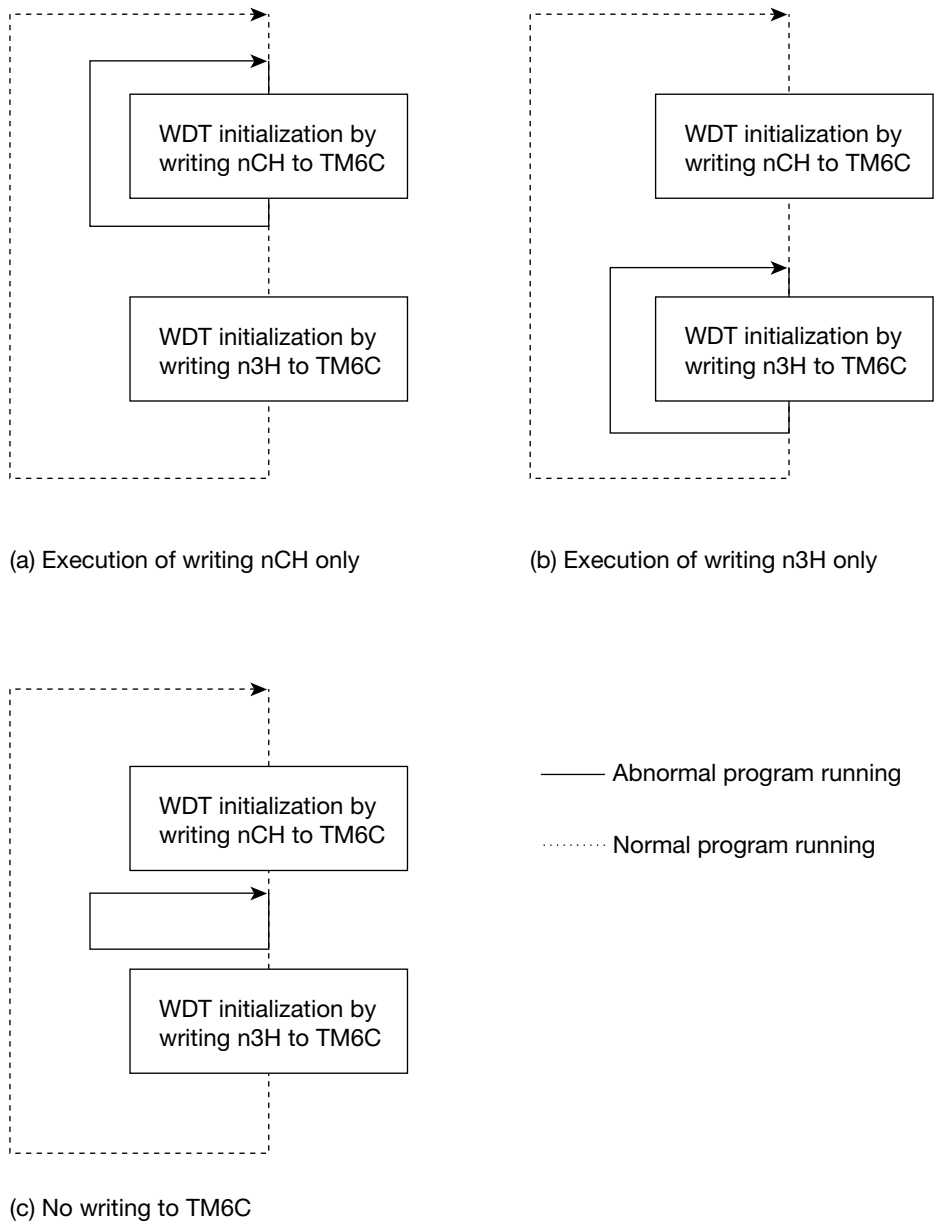 WDT initialization by
writing nCH to TM6C
WDT initialization by
writing n3H to TM6C
(a) Execution of writing nCH only
WDT initialization by
writing nCH to TM6C
WDT initialization by
writing n3H to TM6C
(b) Execution of writing n3H only
WDT initialization by
writing nCH to TM6C
WDT initialization by
writing n3H to TM6C
(c) No writing to TM6C
Abnormal program running
Normal program running